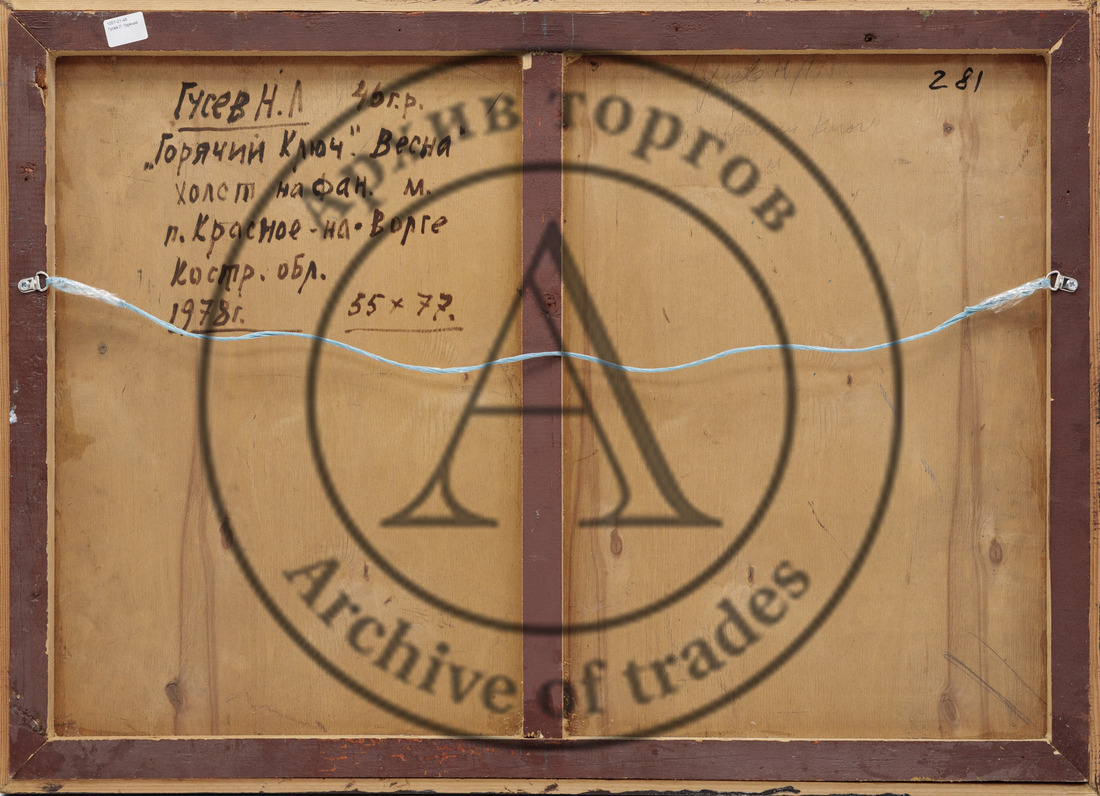 Гусев Н.Л 46г.р.
„Горячий Ключ" Весна"
холст на фан. м.
п. Красное-на-Волге
Костр. обл.
1978г. 55 × 77.
281
Архив торгов
Archive of trades